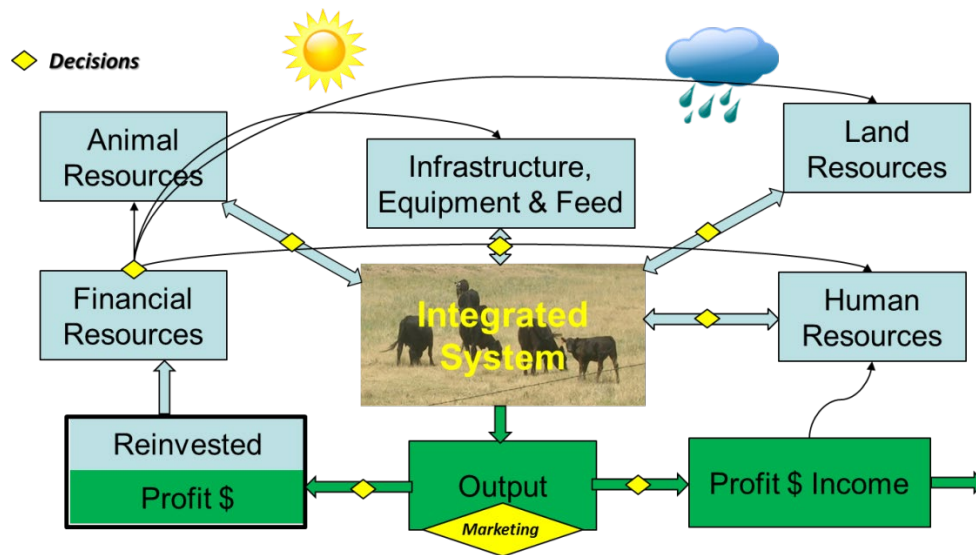 Decisions
Animal
Resources
Infrastructure,
Equipment & Feed
Land
Resources
Financial
Resources
Integrated
System
Human
Resources
Reinvested
Profit $
Output
Marketing
Profit $ Income